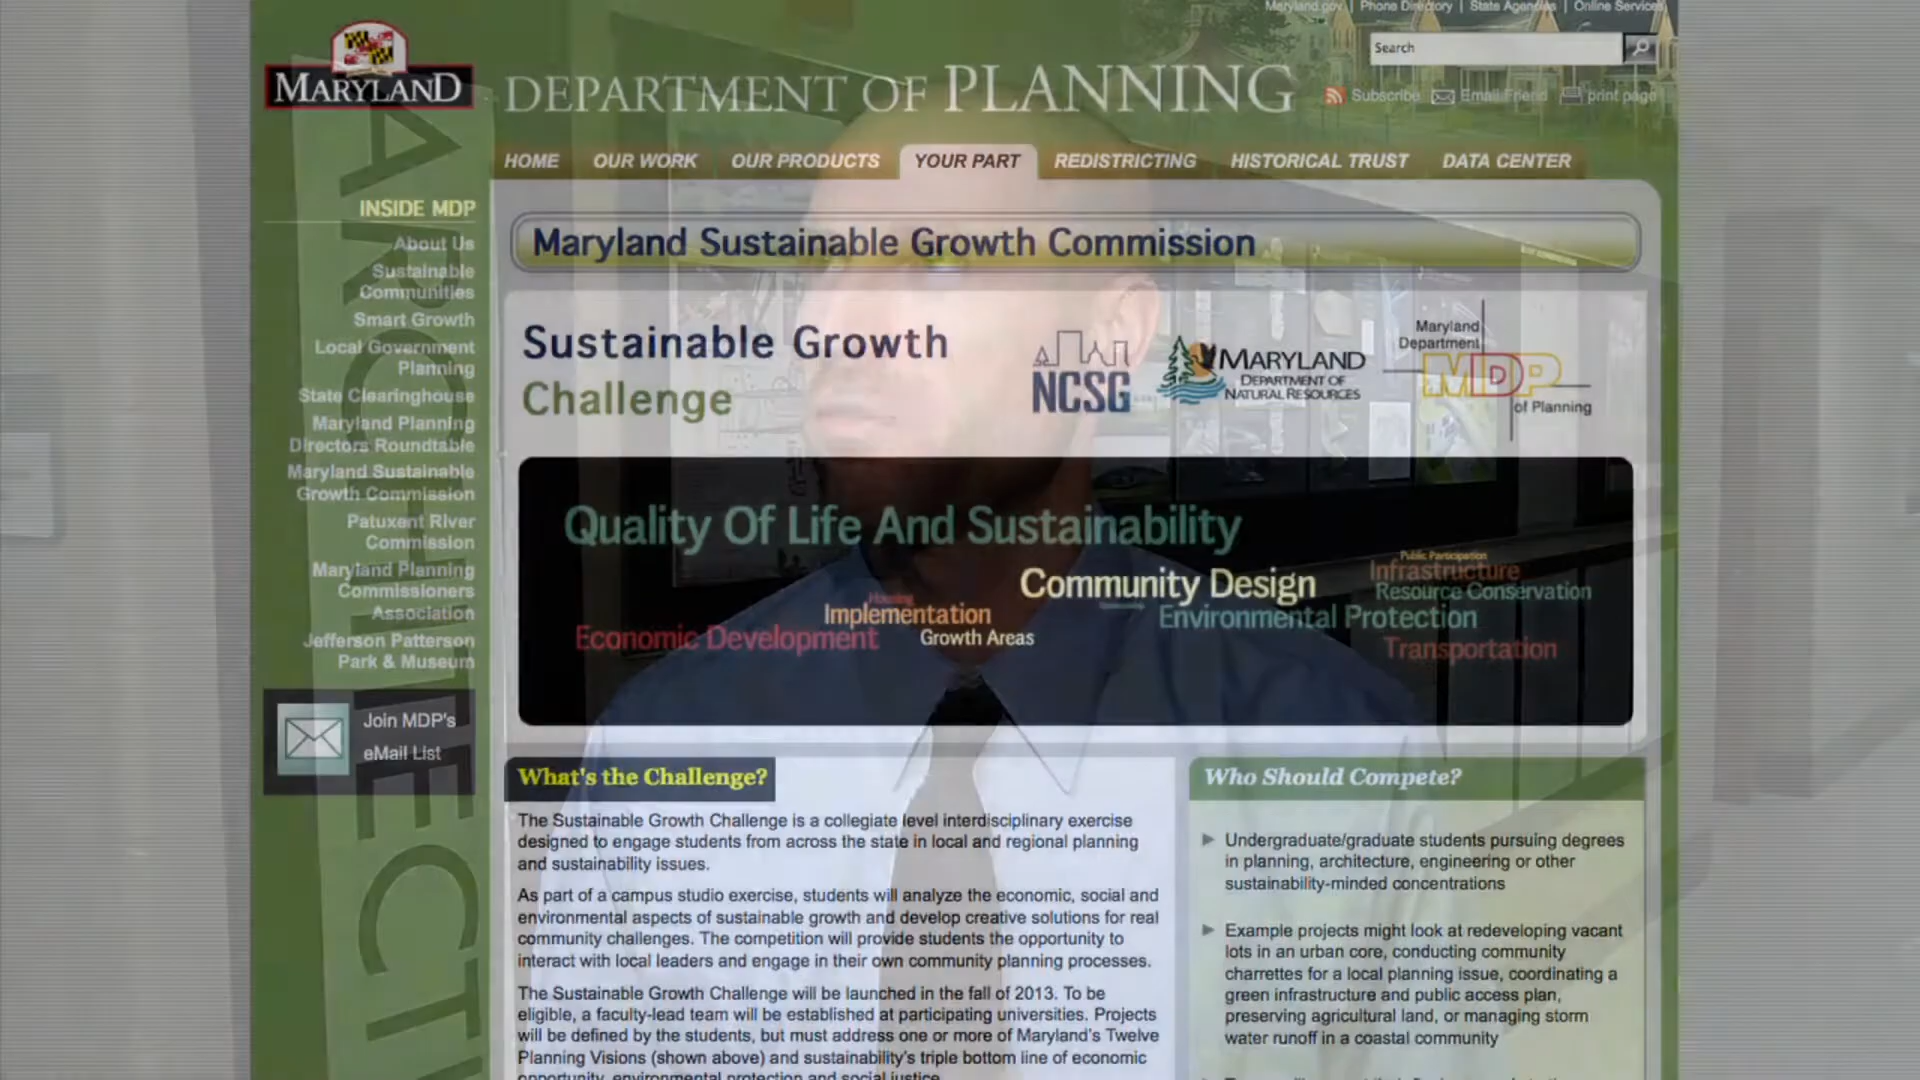 Maryland.gov | Phone Directory | State Agencies | Online Services
Search
MARYLAND
DEPARTMENT OF PLANNING
Subscribe Email Friend print page
HOME OUR WORK OUR PRODUCTS YOUR PART REDISTRICTING HISTORICAL TRUST DATA CENTER
INSIDE MDP
About Us
Sustainable
Communities
Smart Growth
Local Government
Planning
State Clearinghouse
Maryland Planning
Directors Roundtable
Maryland Sustainable
Growth Commission
Patuxent River
Commission
Maryland Planning
Commissioners
Association
Jefferson Patterson
Park & Museum
Join MDP's
eMail List
ARCHITECT
Maryland Sustainable Growth Commission
Sustainable Growth
Challenge
NCSG
MARYLAND
DEPARTMENT OF
NATURAL RESOURCES
Maryland
Department
MDP
of Planning
Quality Of Life And Sustainability
Public Participation
Infrastructure
Community Design
Resource Conservation
Housing
Implementation
Environmental Protection
Economic Development
Growth Areas
Transportation
What's the Challenge?
The Sustainable Growth Challenge is a collegiate level interdisciplinary exercise
designed to engage students from across the state in local and regional planning
and sustainability issues.
As part of a campus studio exercise, students will analyze the economic, social and
environmental aspects of sustainable growth and develop creative solutions for real
community challenges. The competition will provide students the opportunity to
interact with local leaders and engage in their own community planning processes.
The Sustainable Growth Challenge will be launched in the fall of 2013. To be
eligible, a faculty-lead team will be established at participating universities. Projects
will be defined by the students, but must address one or more of Maryland's Twelve
Planning Visions (shown above) and sustainability's triple bottom line of economic
opportunity, environmental protection and social justice.
Who Should Compete?
Undergraduate/graduate students pursuing degrees
in planning, architecture, engineering or other
sustainability-minded concentrations
Example projects might look at redeveloping vacant
lots in an urban core, conducting community
charrettes for a local planning issue, coordinating a
green infrastructure and public access plan,
preserving agricultural land, or managing storm
water runoff in a coastal community